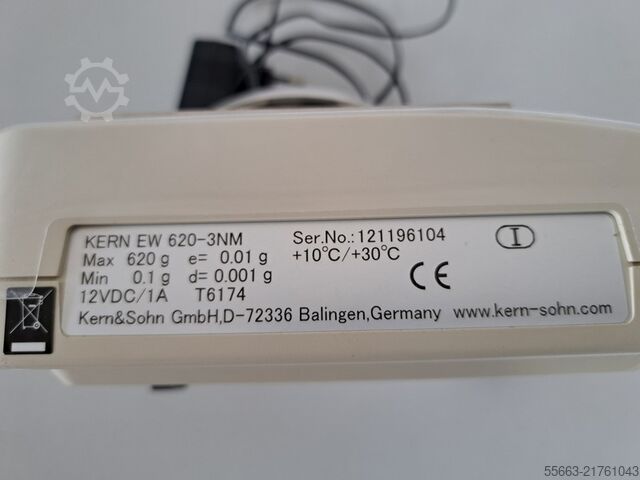 KERN EW 620-3NM Ser.No.:121196104
Max 620 g e= 0.01 g +10℃/+30℃
Min 0.1 g d= 0.001 g
12VDC/1A T6174
Kern&Sohn GmbH,D-72336 Balingen,Germany www.kern-sohn.com
I
CE
55663-21761043